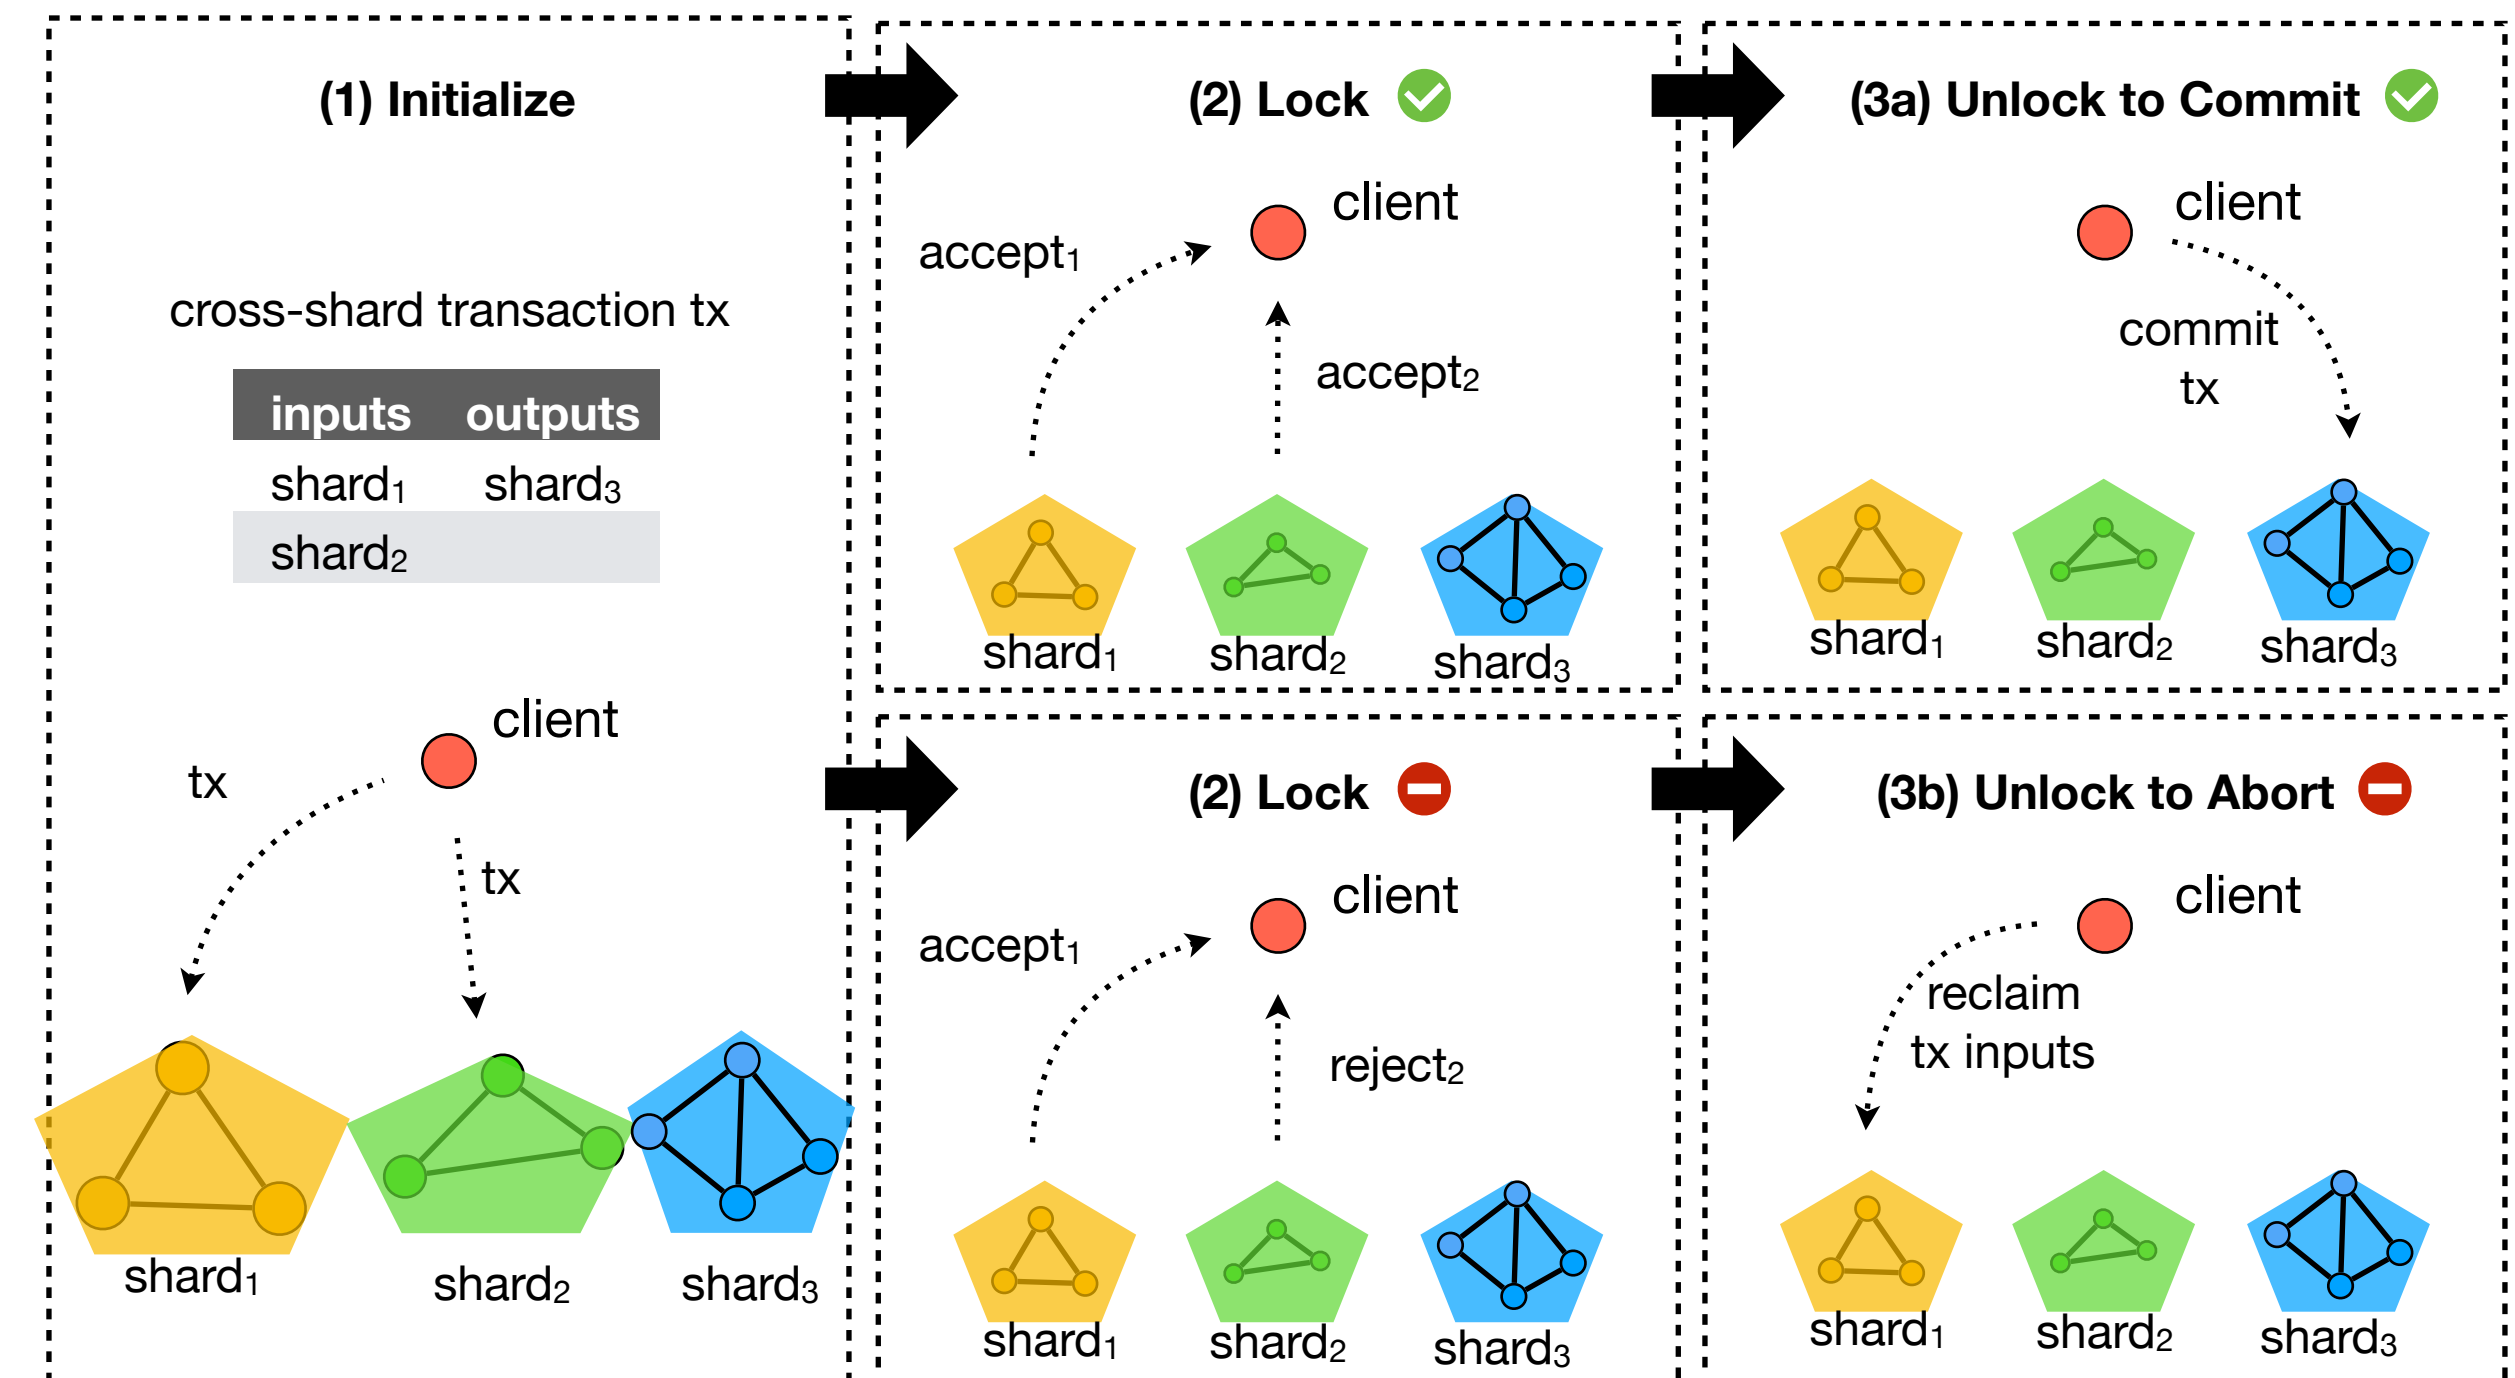 (1) Initialize
cross-shard transaction tx
inputs outputs
shard₁ shard₃
shard₂
client
tx
tx
shard₁ shard₂ shard₃
(2) Lock
client
accept₁
accept₂
shard₁ shard₂ shard₃
(3a) Unlock to Commit
client
commit
tx
shard₁ shard₂ shard₃
(2) Lock
client
accept₁
reject₂
shard₁ shard₂ shard₃
(3b) Unlock to Abort
client
reclaim
tx inputs
shard₁ shard₂ shard₃